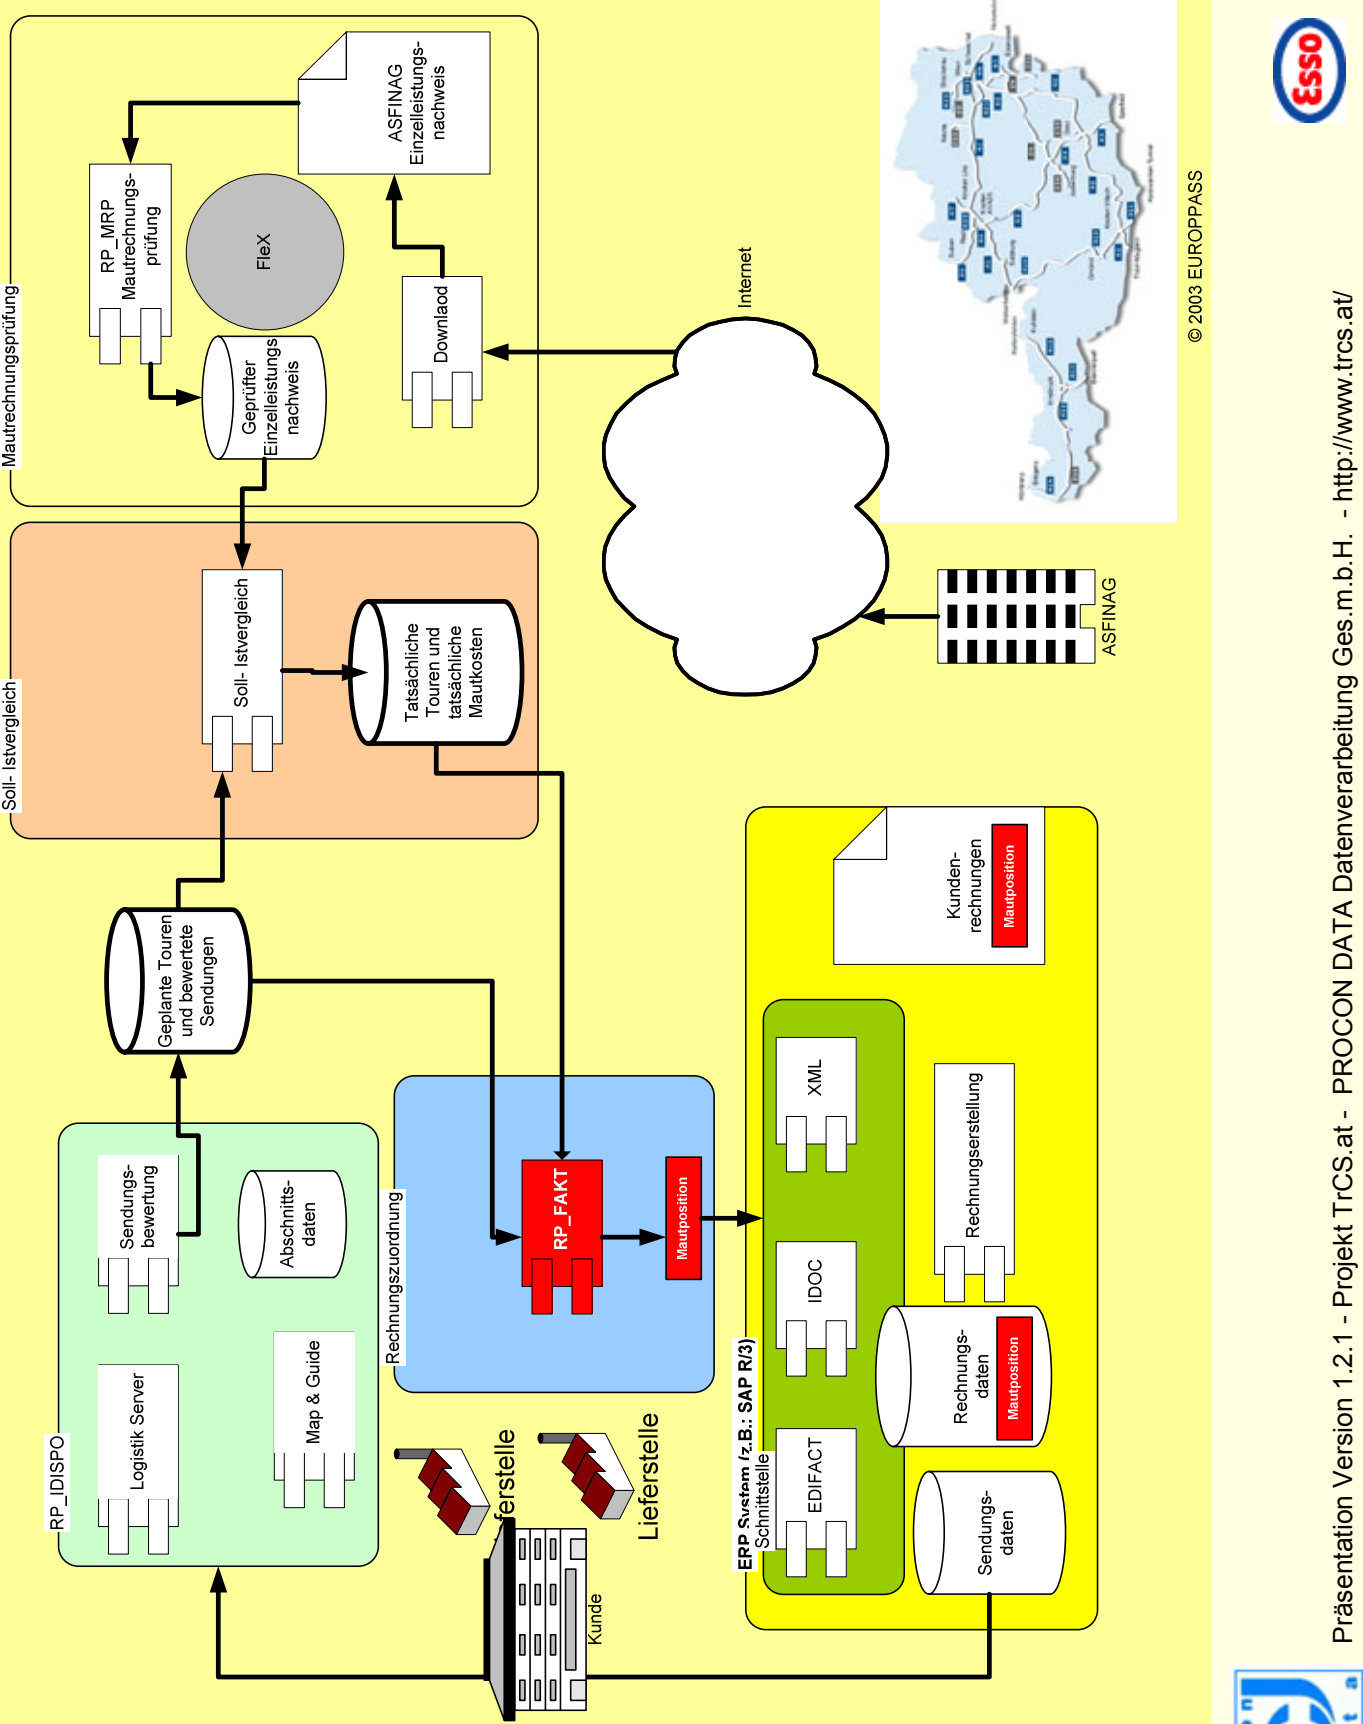 RP_IDISPO
Logistik Server
Sendungs-
bewertung
Map & Guide
Abschnitts-
daten
Geplante Touren
und bewertete
Sendungen
Soll- Istvergleich
Soll- Istvergleich
Tatsächliche
Touren und
tatsächliche
Mautkosten
Mautrechnungsprüfung
Geprüfter
Einzelleistungs
nachweis
RP_MRP
Mautrechnungs-
prüfung
FleX
Downlaod
ASFINAG
Einzelleistungs-
nachweis
Rechnungszuordnung
RP_FAKT
Mautposition
Internet
ASFINAG
© 2003 EUROPPASS
Kunde
ferstelle
Lieferstelle
ERP System (z.B.: SAP R/3)
Schnittstelle
EDIFACT
IDOC
XML
Sendungs-
daten
Rechnungs-
daten
Mautposition
Rechnungserstellung
Kunden-
rechnungen
Mautposition
Präsentation Version 1.2.1 - Projekt TrCS.at - PROCON DATA Datenverarbeitung Ges.m.b.H. - http://www.trcs.at/
Esso